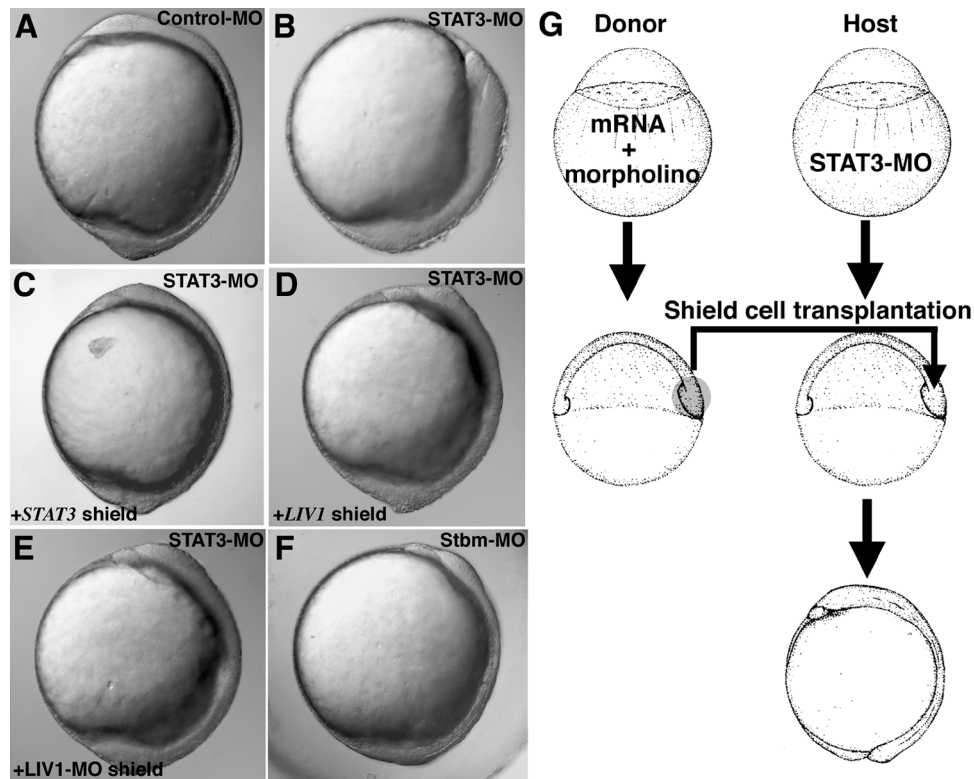 A
Control-MO
B
STAT3-MO
C
STAT3-MO
+STAT3 shield
D
STAT3-MO
+LIV1 shield
E
STAT3-MO
+LIV1-MO shield
F
Stbm-MO
G
Donor
Host
mRNA
+
morpholino
STAT3-MO
Shield cell transplantation